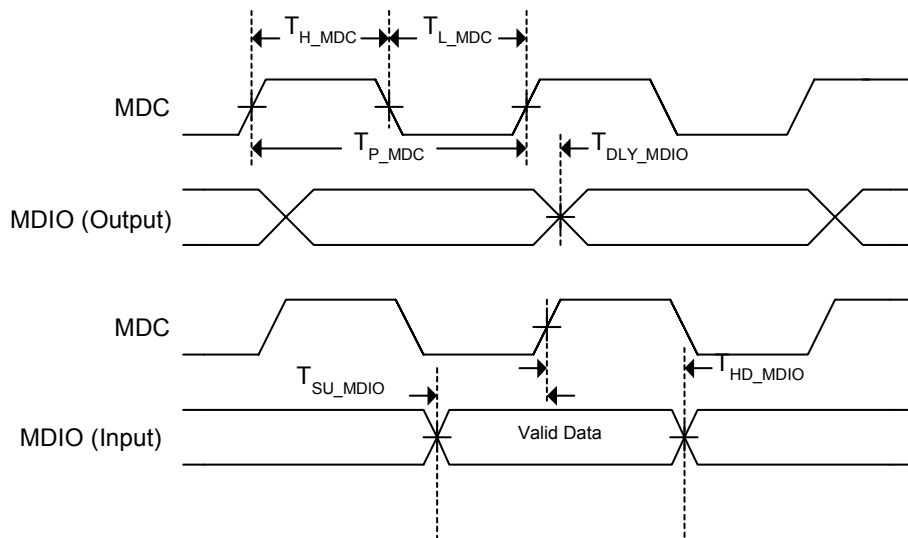 T_H_MDC T_L_MDC
MDC
T_P_MDC T_DLY_MDIO
MDIO (Output)
MDC
T_SU_MDIO T_HD_MDIO
MDIO (Input) Valid Data